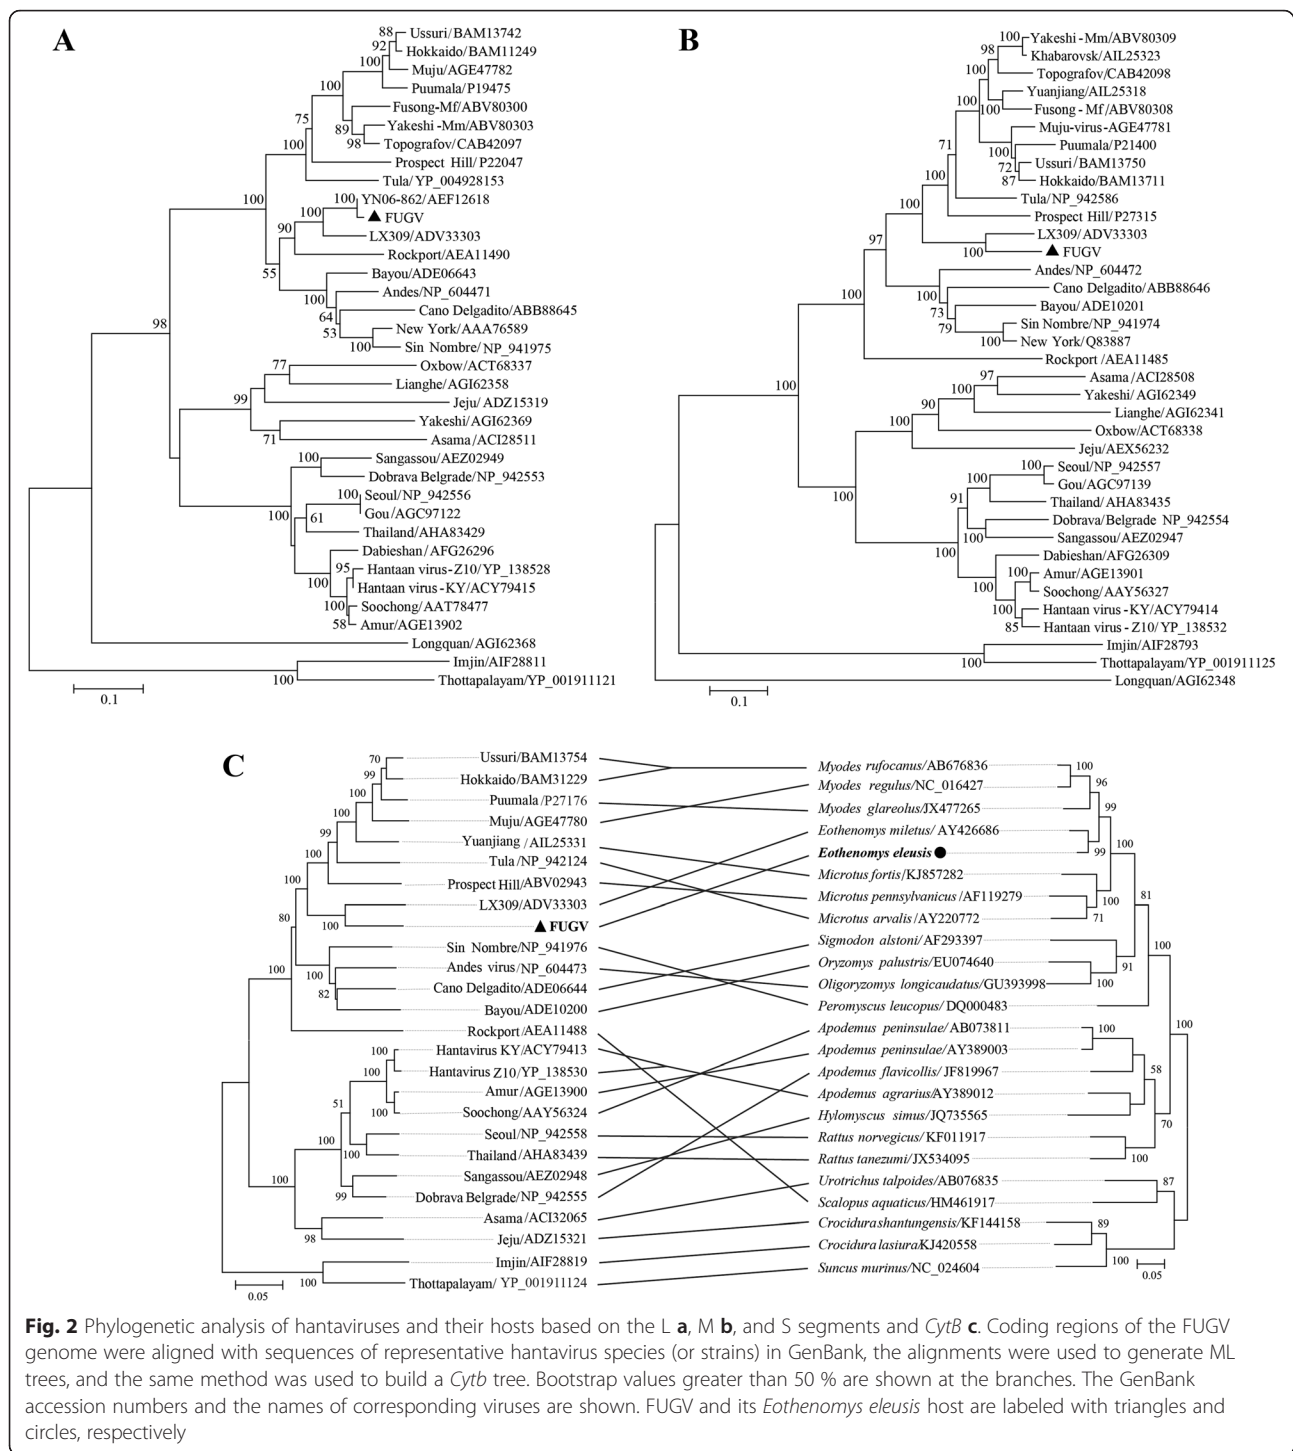 A
88
Ussuri/BAM13742
92
Hokkaido/BAM11249
100
Muju/AGE47782
100
Puumala/P19475
Fusong-Mf/ABV80300
75
89
Yakeshi-Mm/ABV80303
98
Topografov/CAB42097
100
Prospect Hill/P22047
Tula/YP_004928153
100
100
YN06-862/AEF12618
100
▲ FUGV
90
LX309/ADV33303
Rockport/AEA11490
55
Bayou/ADE06643
100
Andes/NP_604471
64
Cano Delgadito/ABB88645
53
New York/AAA76589
100
Sin Nombre/NP_941975
98
77
Oxbow/ACT68337
Lianghe/AGI62358
99
Jeju/ADZ15319
Yakeshi/AGI62369
71
Asama/ACI28511
100
Sangassou/AEZ02949
Dobrava Belgrade/NP_942553
100
100
Seoul/NP_942556
Gou/AGC97122
61
Thailand/AHA83429
Dabieshan/AFG26296
95
Hantaan virus-Z10/YP_138528
100
Hantaan virus-KY/ACY79415
100
Soochong/AAT78477
58
Amur/AGE13902
Longquan/AGI62368
Imjin/AIF28811
100
Thottapalayam/YP_001911121
0.1
B
100
Yakeshi-Mm/ABV80309
98
Khabarovsk/AIL25323
100
Topografov/CAB42098
Yuanjiang/AIL25318
100
100
Fusong-Mf/ABV80308
Muju-virus-AGE47781
71
100
Puumala/P21400
72
Ussuri/BAM13750
87
Hokkaido/BAM13711
100
Tula/NP_942586
100
Prospect Hill/P27315
LX309/ADV33303
97
100
▲ FUGV
Andes/NP_604472
100
Cano Delgadito/ABB88646
73
Bayou/ADE10201
79
Sin Nombre/NP_941974
100
New York/Q83887
100
Rockport/AEA11485
100
97
Asama/ACI28508
100
Yakeshi/AGI62349
90
Lianghe/AGI62341
100
Oxbow/ACT68338
Jeju/AEX56232
100
100
Seoul/NP_942557
100
Gou/AGC97139
91
Thailand/AHA83435
Dobrava/Belgrade NP_942554
100
Sangassou/AEZ02947
100
Dabieshan/AFG26309
100
Amur/AGE13901
Soochong/AAY56327
100
Hantaan virus-KY/ACY79414
85
Hantaan virus-Z10/YP_138532
Imjin/AIF28793
100
Thottapalayam/YP_001911125
Longquan/AGI62348
0.1
C
70
Ussuri/BAM13754
99
Hokkaido/BAM31229
100
Puumala/P27176
100
Muju/AGE47780
99
Yuanjiang/AIL25331
100
Tula/NP_942124
100
Prospect Hill/ABV02943
80
LX309/ADV33303
100
▲ FUGV
Sin Nombre/NP_941976
100
100
Andes virus/NP_604473
82
Cano Delgadito/ADE06644
Bayou/ADE10200
Rockport/AEA11488
100
Hantavirus KY/ACY79413
100
Hantavirus Z10/YP_138530
Amur/AGE13900
51
100
Soochong/AAY56324
100
Seoul/NP_942558
100
Thailand/AHA83439
100
Sangassou/AEZ02948
99
Dobrava Belgrade/NP_942555
Asama/ACI32065
98
Jeju/ADZ15321
Imjin/AIF28819
100
Thottapalayam/ YP_001911124
0.05
Myodes rufocanus/AB676836
100
Myodes regulus/NC_016427
96
Myodes glareolus/JX477265
99
Eothenomys miletus/ AY426686
100
Eothenomys eleusis ●
99
Microtus fortis/KJ857282
Microtus pennsylvanicus/AF119279
81
100
Microtus arvalis/AY220772
71
Sigmodon alstoni/AF293397
100
Oryzomys palustris/EU074640
91
Oligoryzomys longicaudatus/GU393998
100
Peromyscus leucopus/ DQ000483
Apodemus peninsulae/ AB073811
100
100
Apodemus peninsulae/AY389003
Apodemus flavicollis/ JF819967
58
Apodemus agrarius/AY389012
Hylomyscus simus/JQ735565
70
Rattus norvegicus/KF011917
Rattus tanezumi/JX534095
100
Urotrichus talpoides/AB076835
87
Scalopus aquaticus/HM461917
Crocidura shantungensis/KF144158
89
Crocidura lasiura/KJ420558
100
Suncus murinus/NC_024604
0.05
Fig. 2 Phylogenetic analysis of hantaviruses and their hosts based on the L a, M b, and S segments and CytB c. Coding regions of the FUGV
genome were aligned with sequences of representative hantavirus species (or strains) in GenBank, the alignments were used to generate ML
trees, and the same method was used to build a Cytb tree. Bootstrap values greater than 50 % are shown at the branches. The GenBank
accession numbers and the names of corresponding viruses are shown. FUGV and its Eothenomys eleusis host are labeled with triangles and
circles, respectively